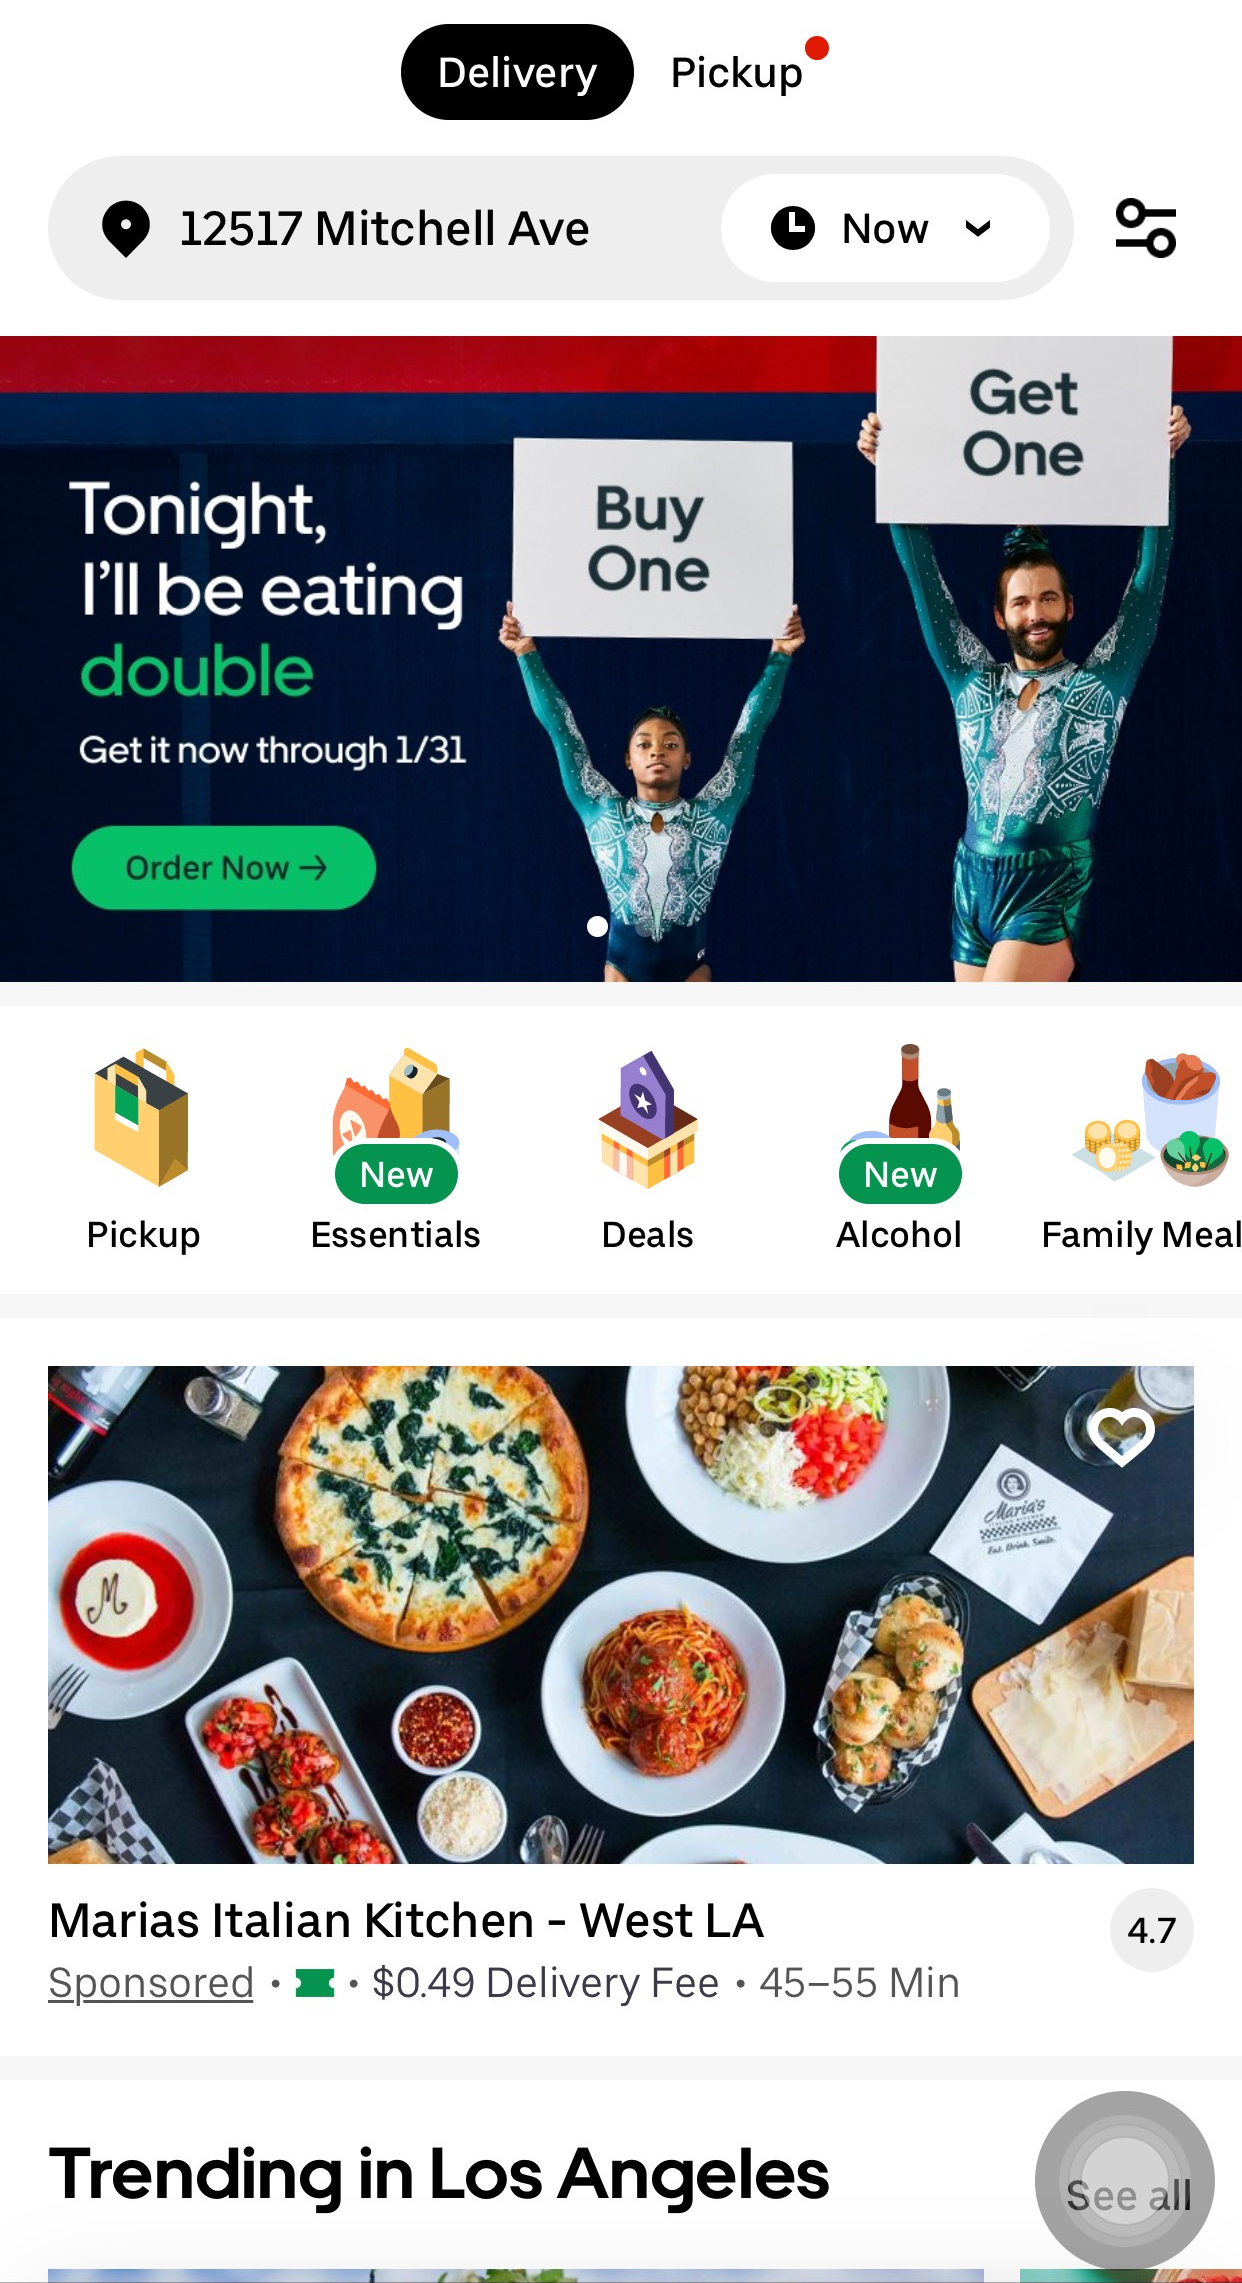 Delivery
Pickup
12517 Mitchell Ave
Now
Tonight,
I'll be eating
double
Get it now through 1/31
Order Now →
Buy
One
Get
One
Pickup
New
Essentials
Deals
New
Alcohol
Family Meal
M
Maria's
Eat. Drink. Smile.
Marias Italian Kitchen - West LA
4.7
Sponsored • • $0.49 Delivery Fee • 45–55 Min
Trending in Los Angeles
See all